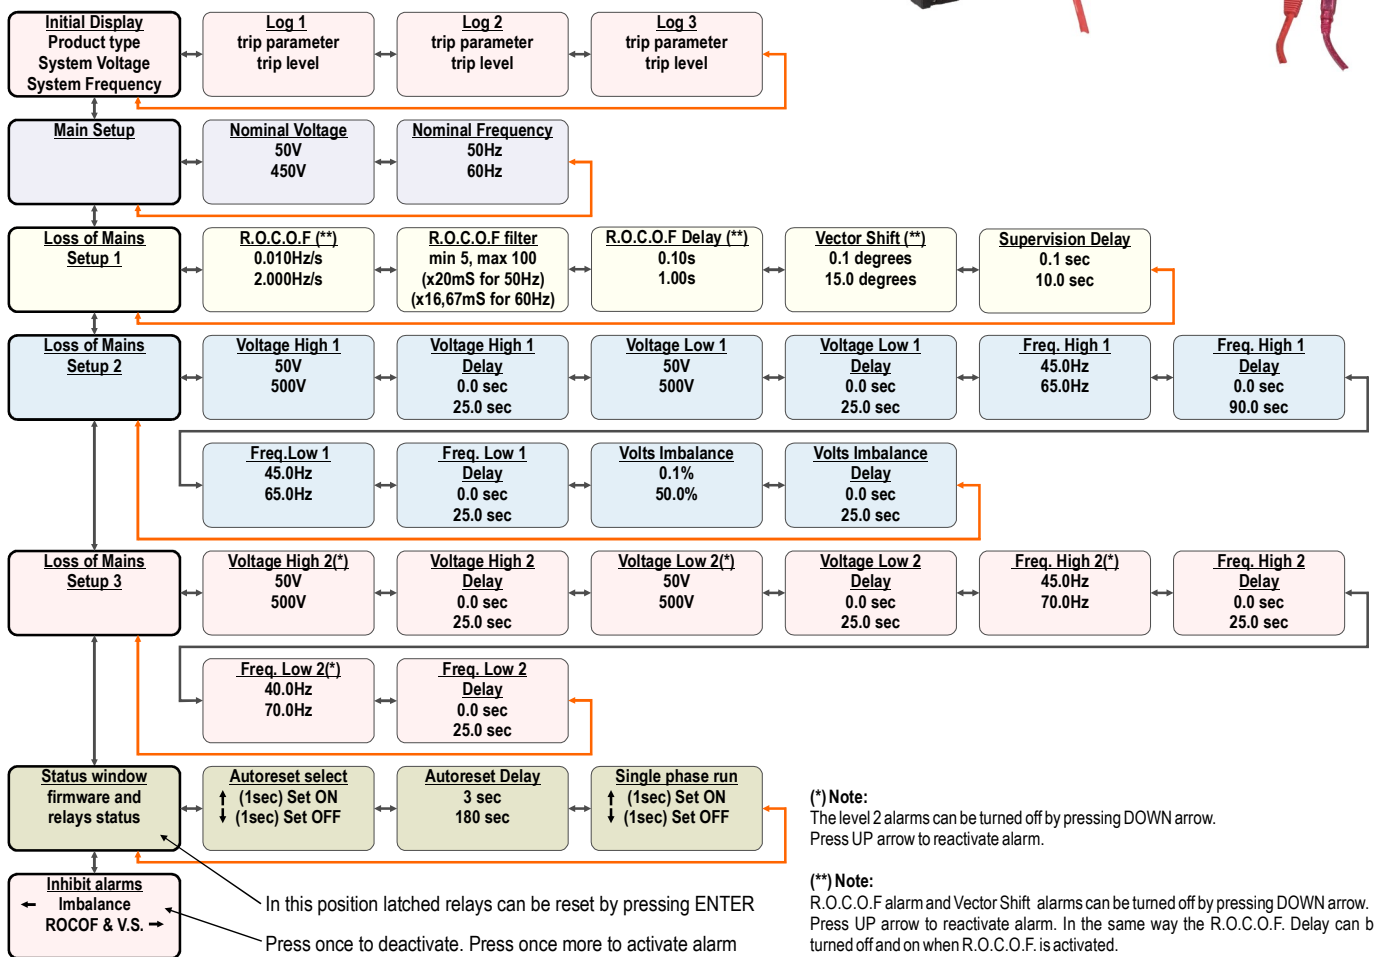 Initial Display
Product type
System Voltage
System Frequency
Log 1
trip parameter
trip level
Log 2
trip parameter
trip level
Log 3
trip parameter
trip level
Main Setup
Nominal Voltage
50V
450V
Nominal Frequency
50Hz
60Hz
Loss of Mains
Setup 1
R.O.C.O.F (**)
0.010Hz/s
2.000Hz/s
R.O.C.O.F filter
min 5, max 100
(x20mS for 50Hz)
(x16,67mS for 60Hz)
R.O.C.O.F Delay (**)
0.10s
1.00s
Vector Shift (**)
0.1 degrees
15.0 degrees
Supervision Delay
0.1 sec
10.0 sec
Loss of Mains
Setup 2
Voltage High 1
50V
500V
Voltage High 1
Delay
0.0 sec
25.0 sec
Voltage Low 1
50V
500V
Voltage Low 1
Delay
0.0 sec
25.0 sec
Freq. High 1
45.0Hz
65.0Hz
Freq. High 1
Delay
0.0 sec
90.0 sec
Freq.Low 1
45.0Hz
65.0Hz
Freq. Low 1
Delay
0.0 sec
25.0 sec
Volts Imbalance
0.1%
50.0%
Volts Imbalance
Delay
0.0 sec
25.0 sec
Loss of Mains
Setup 3
Voltage High 2(*)
50V
500V
Voltage High 2
Delay
0.0 sec
25.0 sec
Voltage Low 2(*)
50V
500V
Voltage Low 2
Delay
0.0 sec
25.0 sec
Freq. High 2(*)
45.0Hz
70.0Hz
Freq. High 2
Delay
0.0 sec
25.0 sec
Freq. Low 2(*)
40.0Hz
70.0Hz
Freq. Low 2
Delay
0.0 sec
25.0 sec
Status window
firmware and
relays status
Autoreset select
↑ (1sec) Set ON
↓ (1sec) Set OFF
Autoreset Delay
3 sec
180 sec
Single phase run
↑ (1sec) Set ON
↓ (1sec) Set OFF
Inhibit alarms
← Imbalance
ROCOF & V.S. →
In this position latched relays can be reset by pressing ENTER
Press once to deactivate. Press once more to activate alarm
(*) Note:
The level 2 alarms can be turned off by pressing DOWN arrow.
Press UP arrow to reactivate alarm.
(**) Note:
R.O.C.O.F alarm and Vector Shift alarms can be turned off by pressing DOWN arrow.
Press UP arrow to reactivate alarm. In the same way the R.O.C.O.F. Delay can b
turned off and on when R.O.C.O.F. is activated.